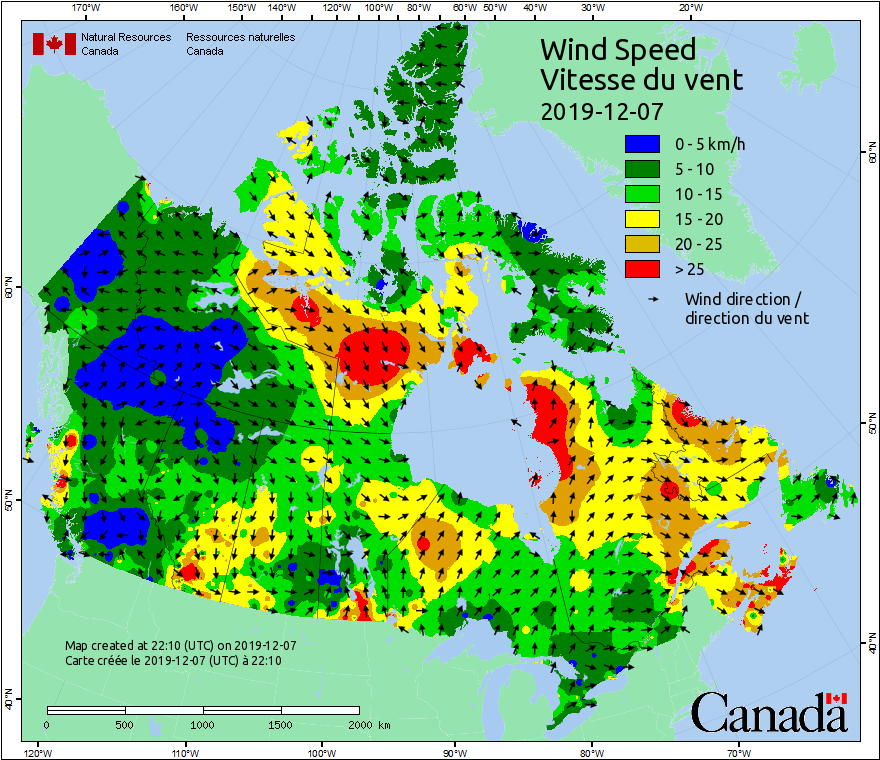 170°W 160°W 150°W 140°W 130°W 120°W 110°W 100°W 90°W 80°W 70°W 60°W 50°W 40°W 30°W 20°W
Natural Resources Ressources naturelles
Canada Canada
Wind Speed
Vitesse du vent
2019-12-07
0 - 5 km/h
5 - 10
10 - 15
15 - 20
20 - 25
> 25
Wind direction /
direction du vent
60°N
60°N
50°N
50°N
40°N
40°N
Map created at 22:10 (UTC) on 2019-12-07
Carte créée le 2019-12-07 (UTC) à 22:10
0 500 1000 1500 2000 km
Canada
120°W 110°W 100°W 90°W 80°W 70°W